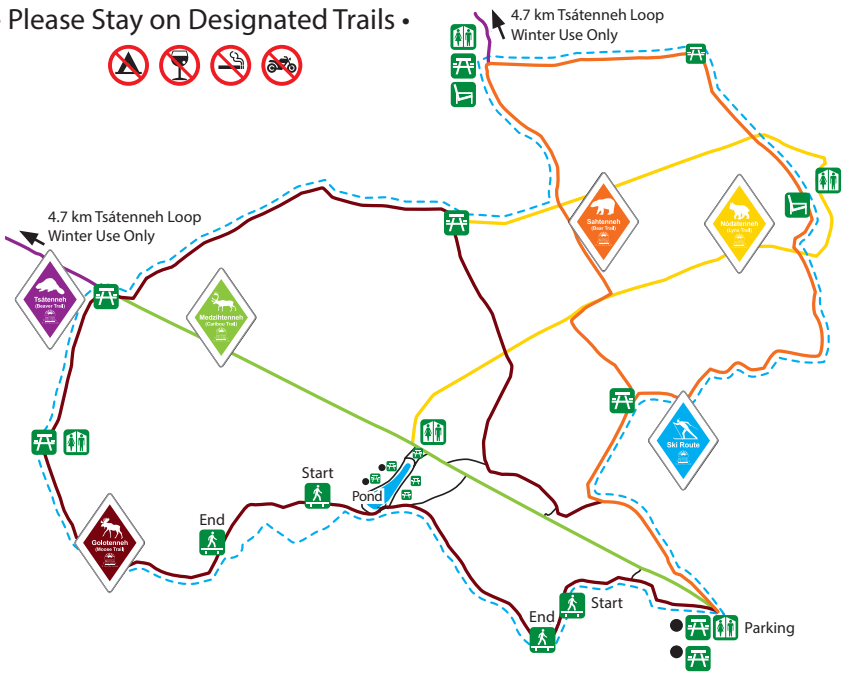 Please Stay on Designated Trails •
4.7 km Tsátenneh Loop
Winter Use Only
4.7 km Tsátenneh Loop
Winter Use Only
Sahtenneh
(Bear Trail)
Nodatenneh
(Lynx Trail)
Tsátenneh
(Beaver Trail)
Medzihtenneh
(Caribou Trail)
Ski Route
Start
Pond
End
Golotenneh
(Moose Trail)
Start
End
Parking